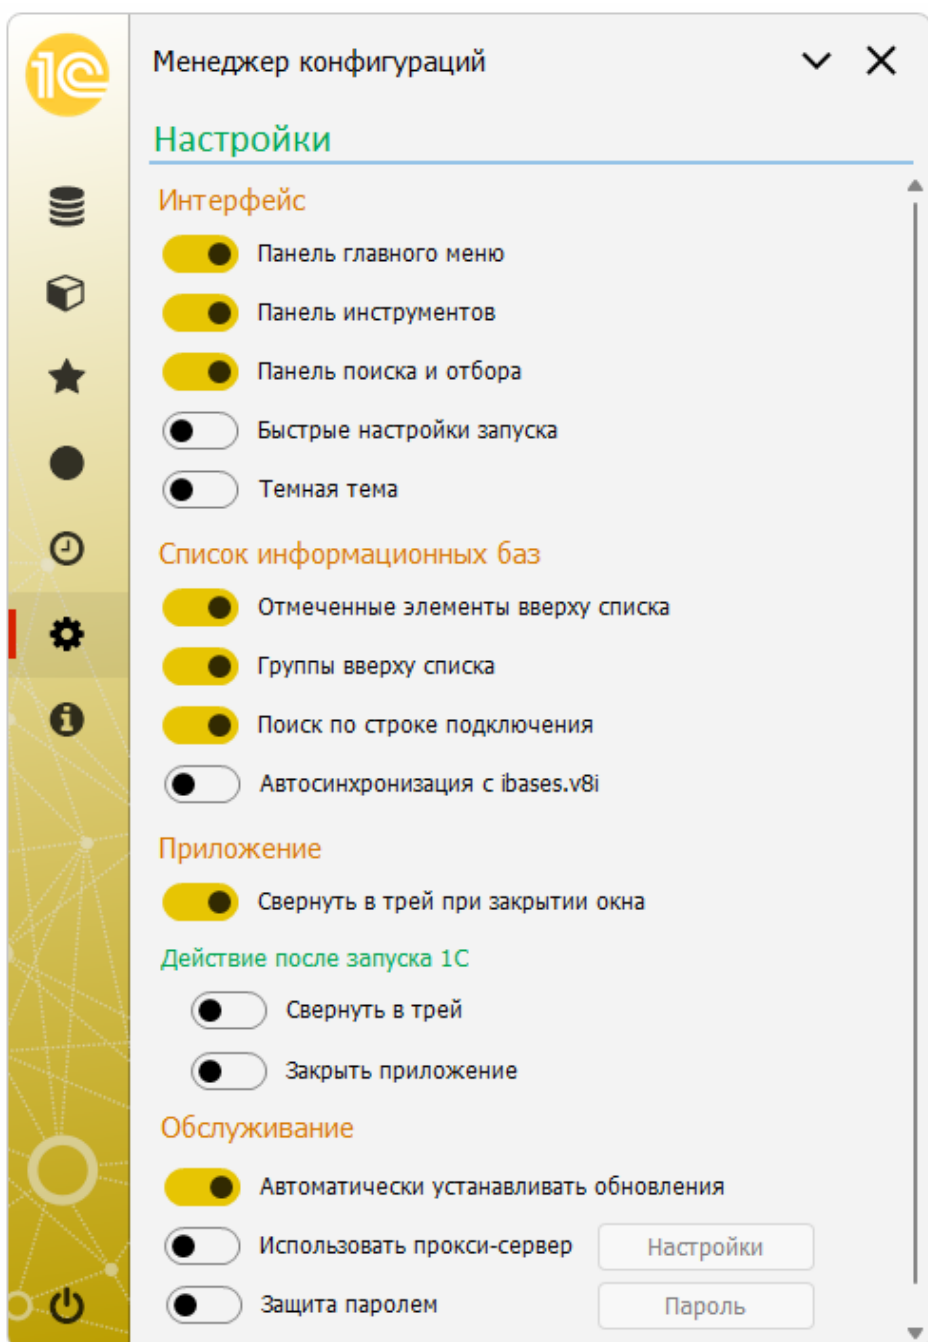 1С
Менеджер конфигураций
Настройки
Интерфейс
Панель главного меню
Панель инструментов
Панель поиска и отбора
Быстрые настройки запуска
Темная тема
Список информационных баз
Отмеченные элементы вверху списка
Группы вверху списка
Поиск по строке подключения
Автосинхронизация с ibases.v8i
Приложение
Свернуть в трей при закрытии окна
Действие после запуска 1С
Свернуть в трей
Закрыть приложение
Обслуживание
Автоматически устанавливать обновления
Использовать прокси-сервер Настройки
Защита паролем Пароль